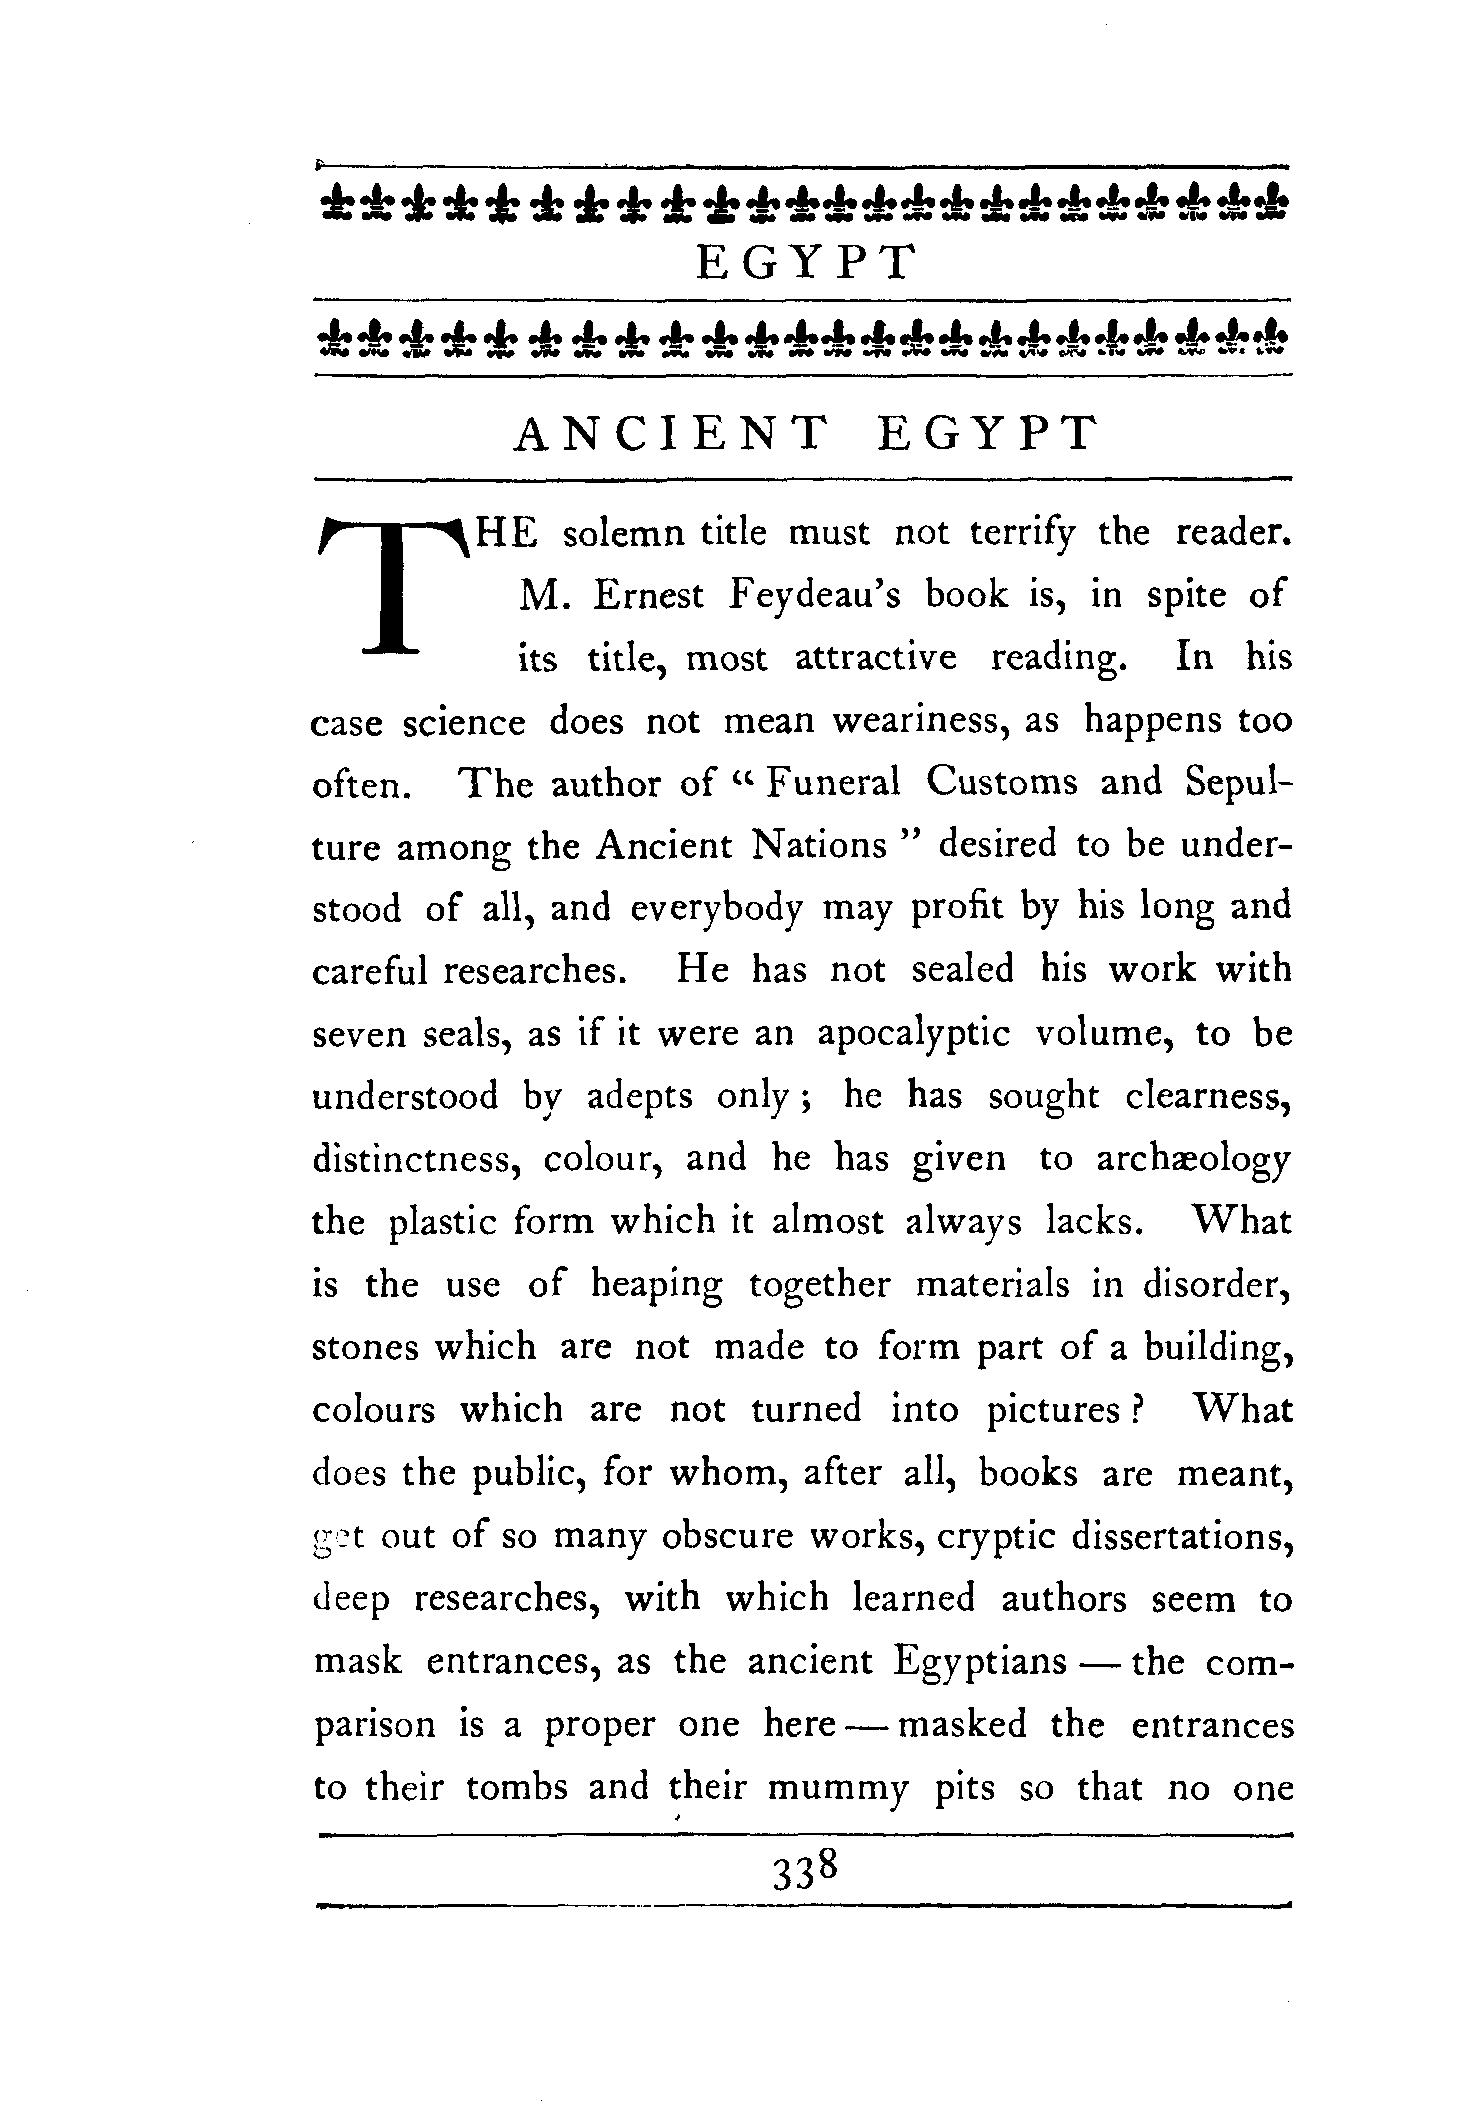 EGYPT
ANCIENT EGYPT
THE solemn title must not terrify the reader.
M. Ernest Feydeau's book is, in spite of
its title, most attractive reading. In his
case science does not mean weariness, as happens too
often. The author of “ Funeral Customs and Sepul-
ture among the Ancient Nations ” desired to be under-
stood of all, and everybody may profit by his long and
careful researches. He has not sealed his work with
seven seals, as if it were an apocalyptic volume, to be
understood by adepts only ; he has sought clearness,
distinctness, colour, and he has given to archæology
the plastic form which it almost always lacks. What
is the use of heaping together materials in disorder,
stones which are not made to form part of a building,
colours which are not turned into pictures ? What
does the public, for whom, after all, books are meant,
get out of so many obscure works, cryptic dissertations,
deep researches, with which learned authors seem to
mask entrances, as the ancient Egyptians — the com-
parison is a proper one here — masked the entrances
to their tombs and their mummy pits so that no one
338